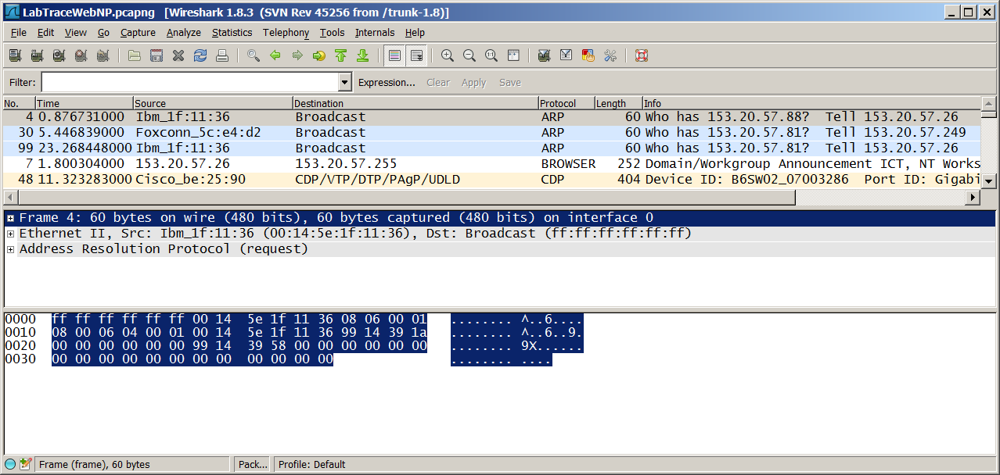 LabTraceWebNP.pcapng [Wireshark 1.8.3 (SVN Rev 45256 from /trunk-1.8)]
File Edit View Go Capture Analyze Statistics Telephony Tools Internals Help
Filter: Expression... Clear Apply Save
No. Time Source Destination Protocol Length Info
4 0.876731000 Ibm_1f:11:36 Broadcast ARP 60 Who has 153.20.57.88? Tell 153.20.57.26
30 5.446839000 Foxconn_5c:e4:d2 Broadcast ARP 60 Who has 153.20.57.81? Tell 153.20.57.249
99 23.268448000 Ibm_1f:11:36 Broadcast ARP 60 Who has 153.20.57.81? Tell 153.20.57.26
7 1.800304000 153.20.57.26 153.20.57.255 BROWSER 252 Domain/Workgroup Announcement ICT, NT Works
48 11.323283000 Cisco_be:25:90 CDP/VTP/DTP/PAgP/UDLD CDP 404 Device ID: B6SW02_07003286 Port ID: Gigabi
Frame 4: 60 bytes on wire (480 bits), 60 bytes captured (480 bits) on interface 0
Ethernet II, Src: Ibm_1f:11:36 (00:14:5e:1f:11:36), Dst: Broadcast (ff:ff:ff:ff:ff:ff)
Address Resolution Protocol (request)
0000 ff ff ff ff ff ff 00 14 5e 1f 11 36 08 06 00 01 ........ ^..6....
0010 08 00 06 04 00 01 00 14 5e 1f 11 36 99 14 39 1a ........ ^..6..9.
0020 00 00 00 00 00 00 99 14 39 58 00 00 00 00 00 00 ........ 9X......
0030 00 00 00 00 00 00 00 00 00 00 00 00 ........ ....
Frame (frame), 60 bytes Pack... Profile: Default